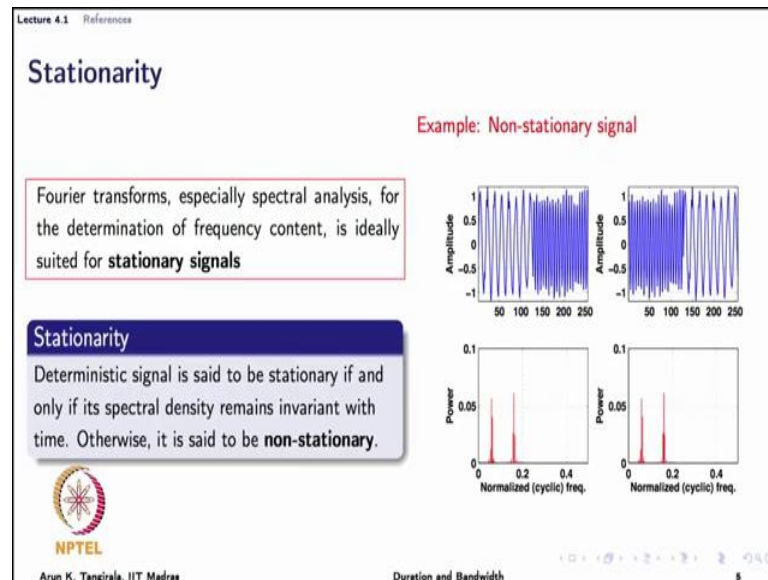 Lecture 4.1 References
Stationarity
Fourier transforms, especially spectral analysis, for
the determination of frequency content, is ideally
suited for stationary signals
Stationarity
Deterministic signal is said to be stationary if and
only if its spectral density remains invariant with
time. Otherwise, it is said to be non-stationary.
Example: Non-stationary signal
Amplitude
1
0.5
0
−0.5
−1
50 100 150 200 250
Amplitude
1
0.5
0
−0.5
−1
50 100 150 200 250
Power
0.1
0.05
0
0 0.2 0.4
Normalized (cyclic) freq.
Power
0.1
0.05
0
0 0.2 0.4
Normalized (cyclic) freq.
NPTEL
Arun K. Tangirala, IIT Madras Duration and Bandwidth 5